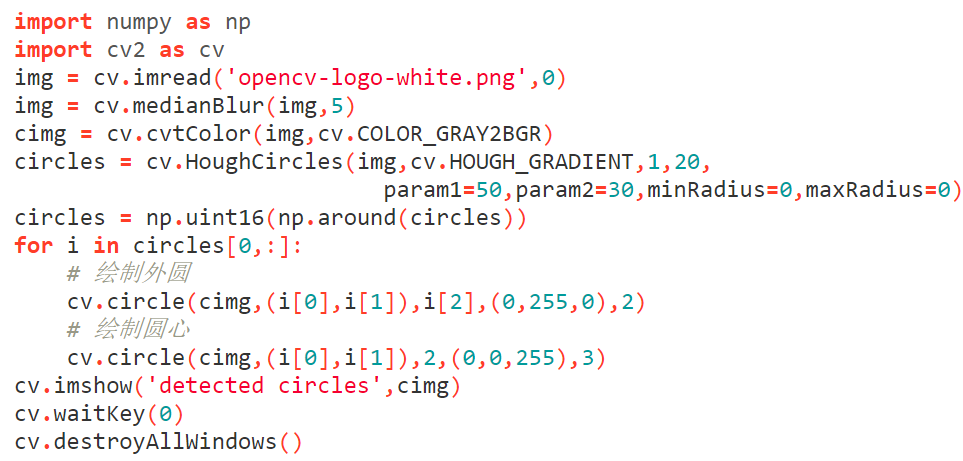 import numpy as np
import cv2 as cv
img = cv.imread('opencv-logo-white.png',0)
img = cv.medianBlur(img,5)
cimg = cv.cvtColor(img,cv.COLOR_GRAY2BGR)
circles = cv.HoughCircles(img,cv.HOUGH_GRADIENT,1,20,
                            param1=50,param2=30,minRadius=0,maxRadius=0)
circles = np.uint16(np.around(circles))
for i in circles[0,:]:
    # 绘制外圆
    cv.circle(cimg,(i[0],i[1]),i[2],(0,255,0),2)
    # 绘制圆心
    cv.circle(cimg,(i[0],i[1]),2,(0,0,255),3)
cv.imshow('detected circles',cimg)
cv.waitKey(0)
cv.destroyAllWindows()